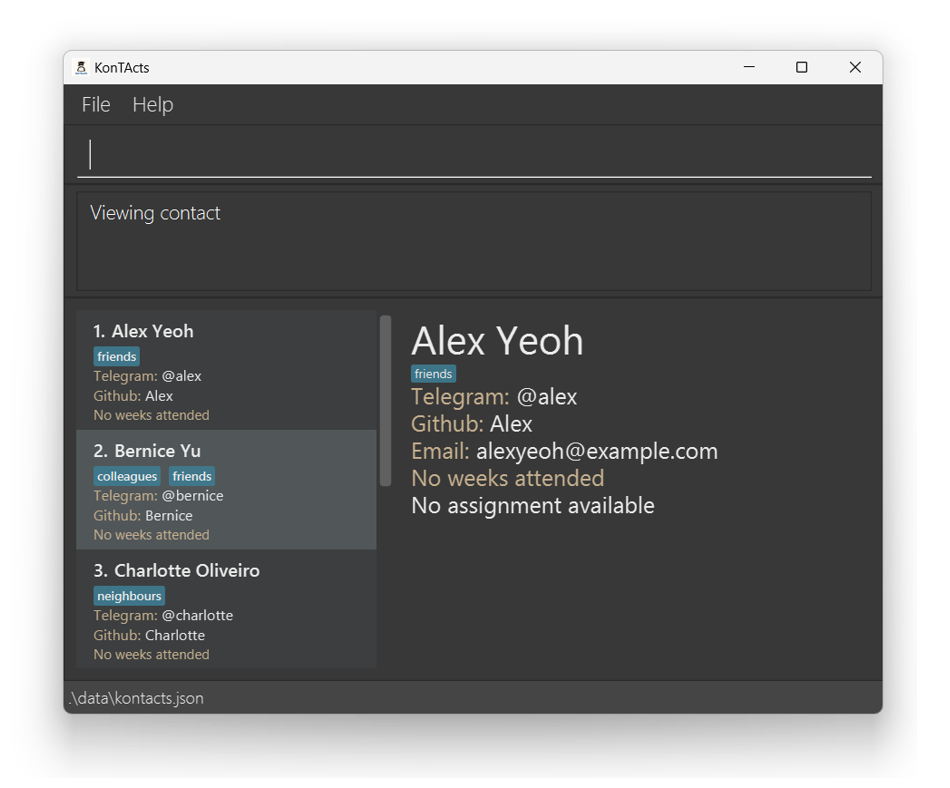 KonTActs
File Help
Viewing contact
1. Alex Yeoh
friends
Telegram: @alex
Github: Alex
No weeks attended
2. Bernice Yu
colleagues friends
Telegram: @bernice
Github: Bernice
No weeks attended
3. Charlotte Oliveiro
neighbours
Telegram: @charlotte
Github: Charlotte
No weeks attended
Alex Yeoh
friends
Telegram: @alex
Github: Alex
Email: alexyeoh@example.com
No weeks attended
No assignment available
.\data\kontacts.json